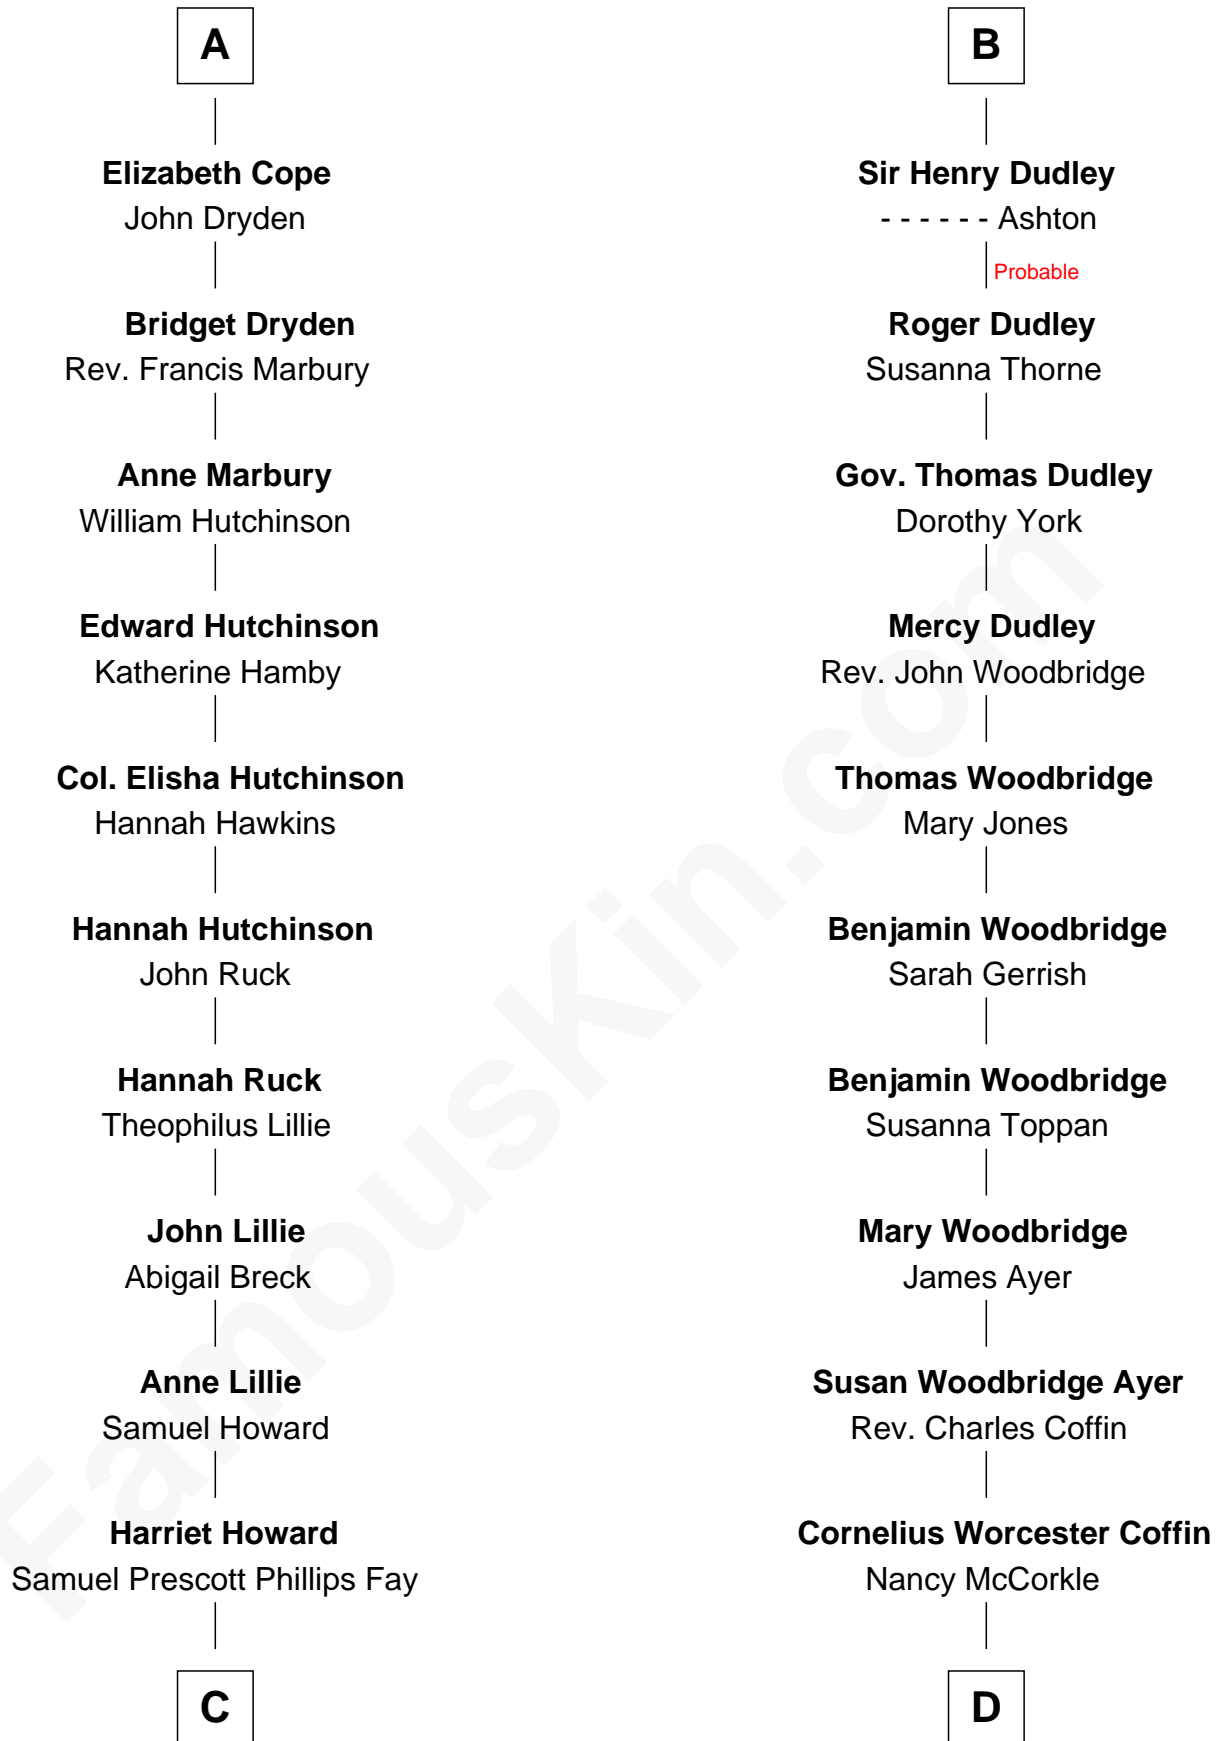 A
Elizabeth Cope
John Dryden
Bridget Dryden
Rev. Francis Marbury
Anne Marbury
William Hutchinson
Edward Hutchinson
Katherine Hamby
Col. Elisha Hutchinson
Hannah Hawkins
Hannah Hutchinson
John Ruck
Hannah Ruck
Theophilus Lillie
John Lillie
Abigail Breck
Anne Lillie
Samuel Howard
Harriet Howard
Samuel Prescott Phillips Fay
C
B
Sir Henry Dudley
- - - - - - Ashton
Probable
Roger Dudley
Susanna Thorne
Gov. Thomas Dudley
Dorothy York
Mercy Dudley
Rev. John Woodbridge
Thomas Woodbridge
Mary Jones
Benjamin Woodbridge
Sarah Gerrish
Benjamin Woodbridge
Susanna Toppan
Mary Woodbridge
James Ayer
Susan Woodbridge Ayer
Rev. Charles Coffin
Cornelius Worcester Coffin
Nancy McCorkle
D
FamousKin.com